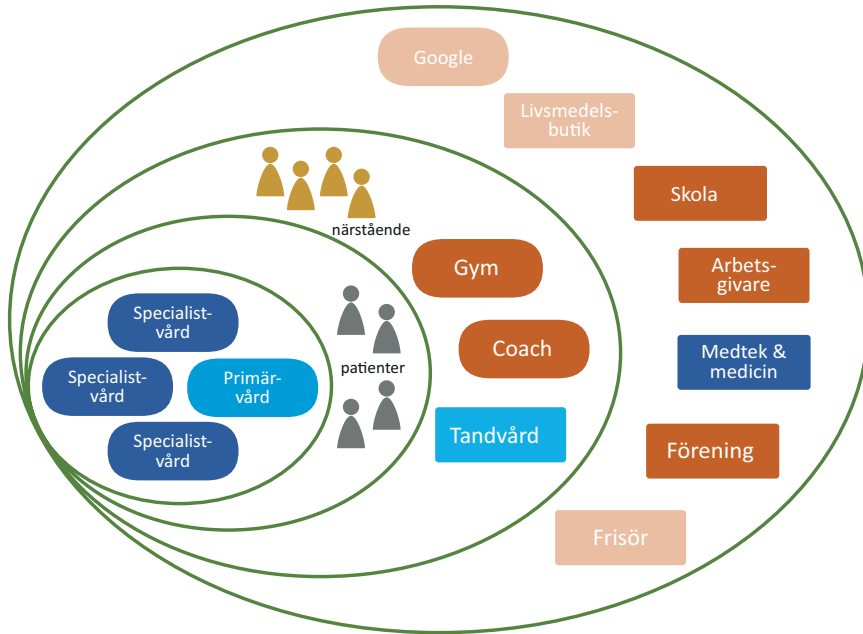 Google
Livsmedels-
butik
Skola
närstående
Gym
Arbets-
givare
Specialist-
vård
Coach
Medtek &
medicin
patienter
Specialist-
vård
Primär-
vård
Tandvård
Förening
Specialist-
vård
Frisör